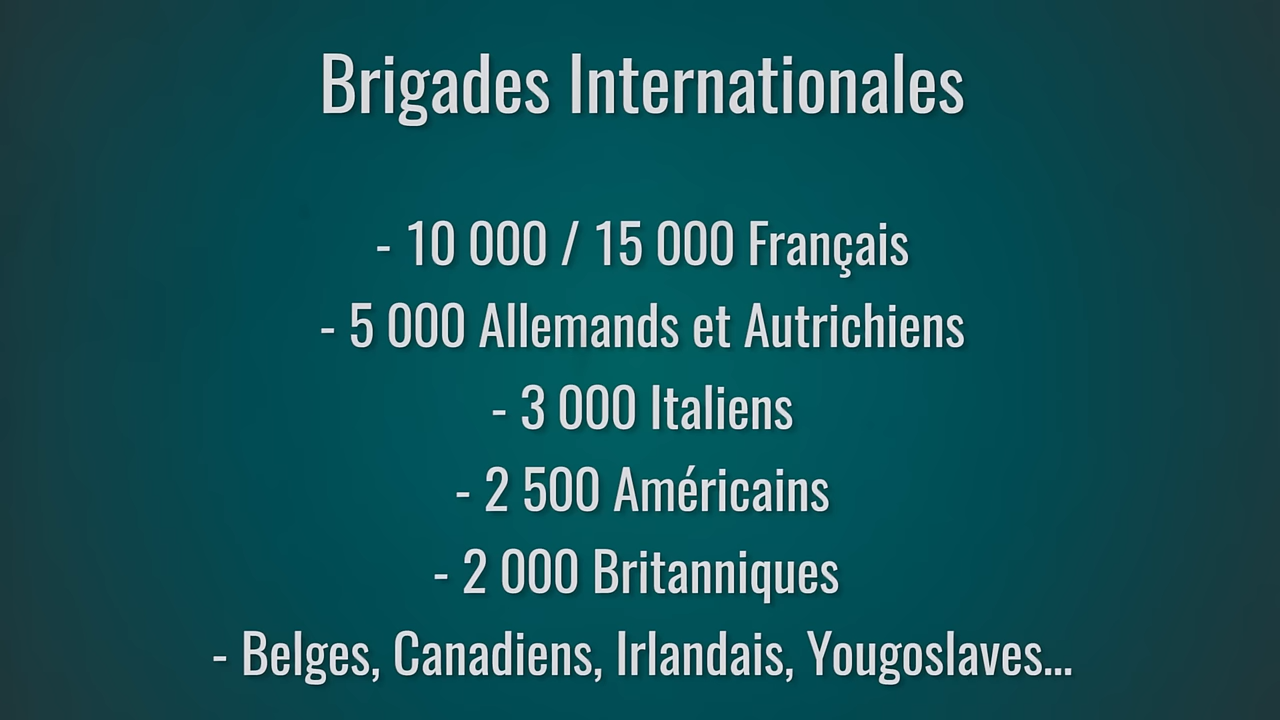 Brigades Internationales
- 10 000 / 15 000 Français
- 5 000 Allemands et Autrichiens
- 3 000 Italiens
- 2 500 Américains
- 2 000 Britanniques
- Belges, Canadiens, Irlandais, Yougoslaves...